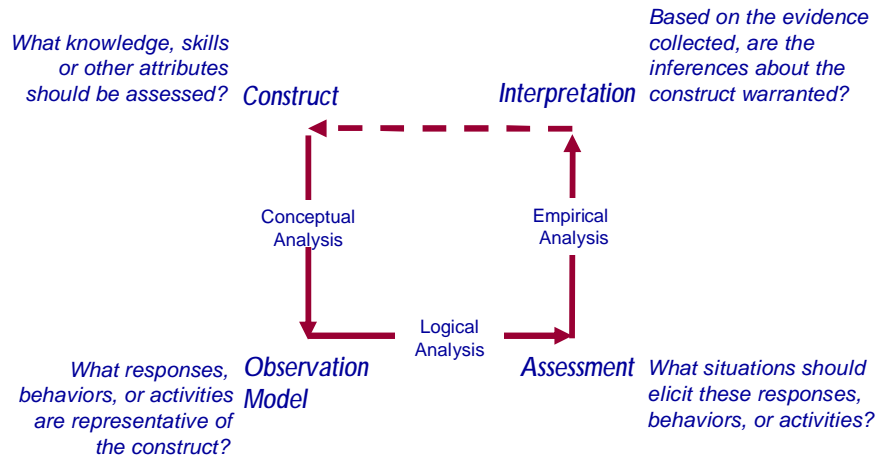 What knowledge, skills
or other attributes
should be assessed?
Construct
Interpretation
Based on the evidence
collected, are the
inferences about the
construct warranted?
Conceptual
Analysis
Empirical
Analysis
Logical
Analysis
What responses,
behaviors, or activities
are representative of
the construct?
Observation
Model
Assessment
What situations should
elicit these responses,
behaviors, or activities?